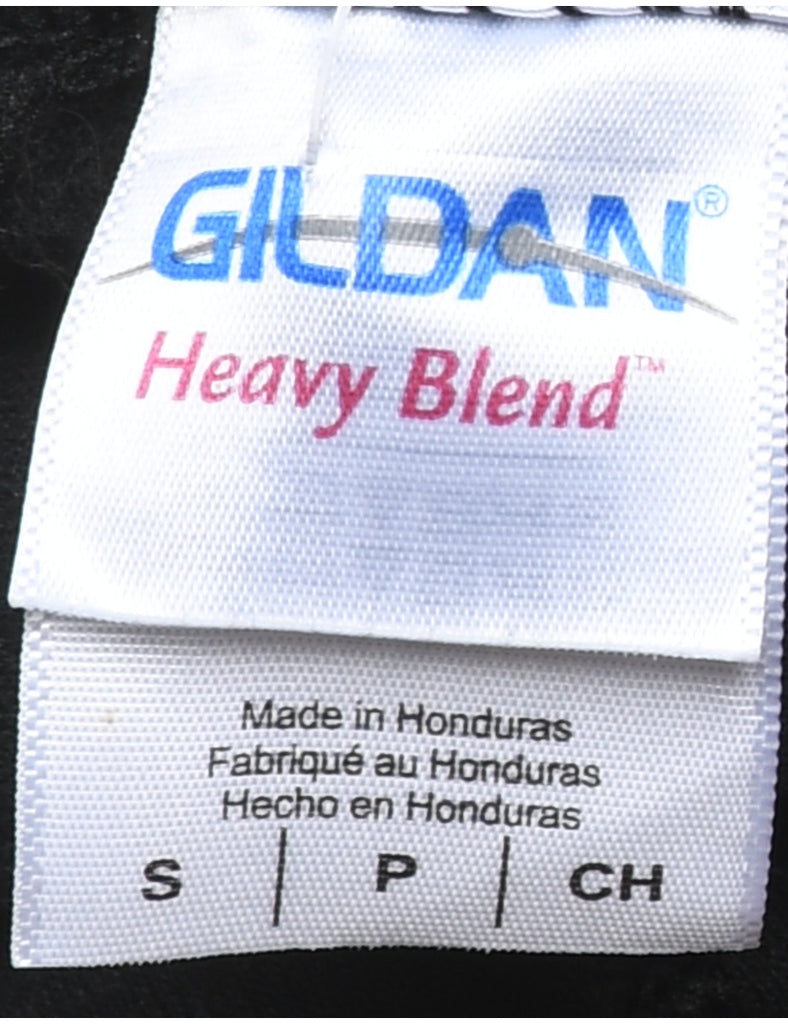 GILDAN®
Heavy Blend™
Made in Honduras
Fabriqué au Honduras
Hecho en Honduras
S | P | CH